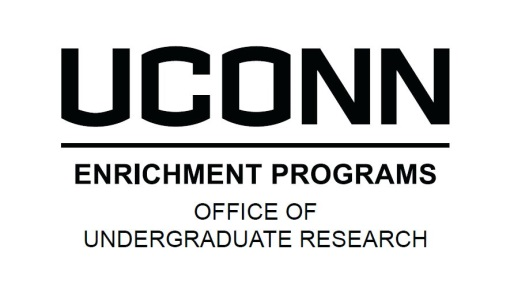 UCONN
ENRICHMENT PROGRAMS
OFFICE OF
UNDERGRADUATE RESEARCH